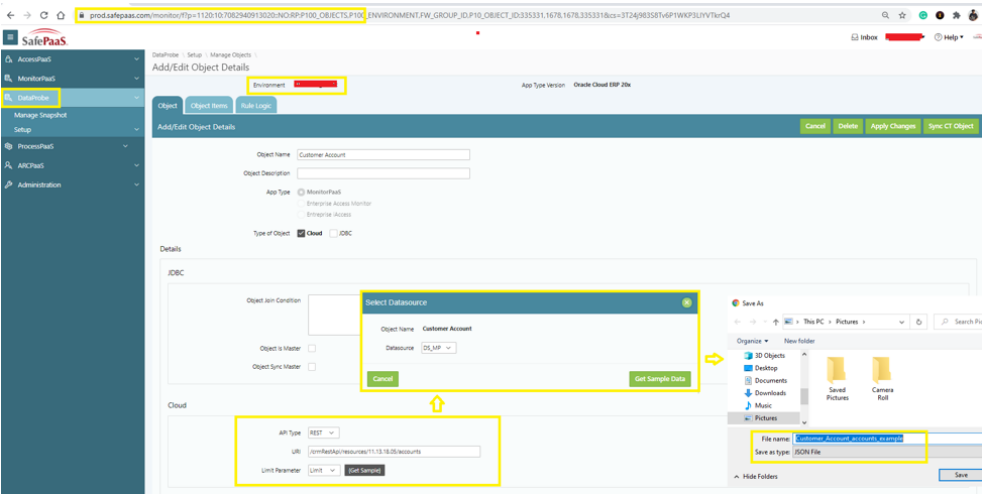 prod.safepaas.com/monitor/f?p=1120:10:7082940913020::NO:RP:P100_OBJECTS,P100_ENVIRONMENT,FW_GROUP_ID,P10_OBJECT_ID:335331,1678,1678,335331&cs=3T24j98358Tv6P1WKP3LIYVTkrQ4
SafePaaS
Inbox
Help
AccessPaaS
MonitorPaaS
DataProbe
Manage Snapshot
Setup
ProcessPaaS
ARCPaaS
Administration
DataProbe \ Setup \ Manage Objects \
Add/Edit Object Details
Environment
App Type Version Oracle Cloud ERP 20x
Object Object Items Rule Logic
Add/Edit Object Details
Cancel Delete Apply Changes Sync CT Object
Object Name Customer Account
Object Description
App Type MonitorPaaS
Enterprise Access Monitor
Entreprise iAccess
Type of Object Cloud JDBC
Details
JDBC
Object Join Condition
Object Is Master
Object Sync Master
Select Datasource
Object Name Customer Account
Datasource DS_MP
Cancel Get Sample Data
Cloud
API Type REST
URI /crmRestApi/resources/11.13.18.05/accounts
Limit Parameter Limit (Get Sample)
Save As
This PC › Pictures ›
Search Pic
Organize New folder
3D Objects
Desktop
Documents
Downloads
Music
Pictures
Saved Pictures
Camera Roll
File name: Customer_Account_accounts_example
Save as type: JSON File
Hide Folders
Save